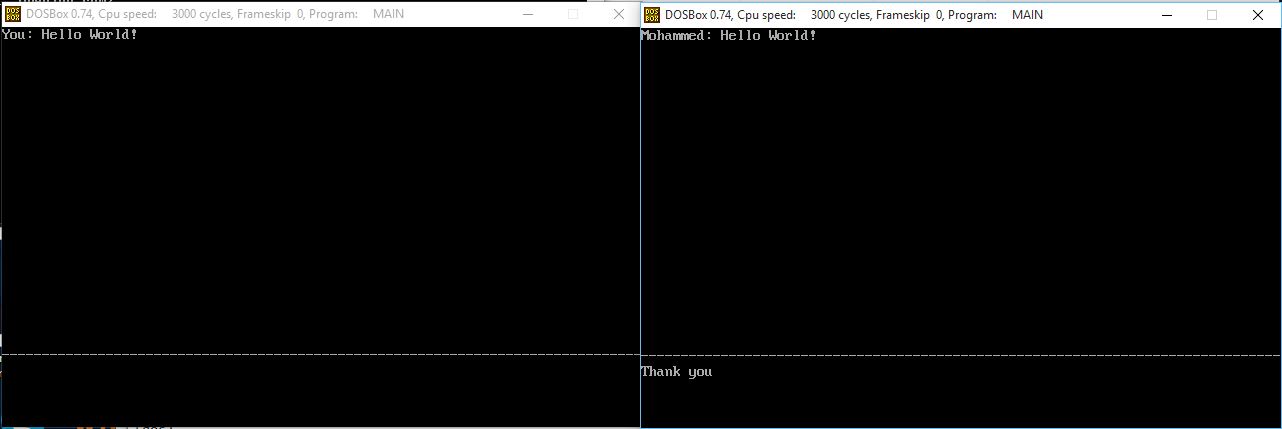 DOSBox 0.74, Cpu speed: 3000 cycles, Frameskip 0, Program: MAIN
You: Hello World!
DOSBox 0.74, Cpu speed: 3000 cycles, Frameskip 0, Program: MAIN
Mohammed: Hello World!
Thank you